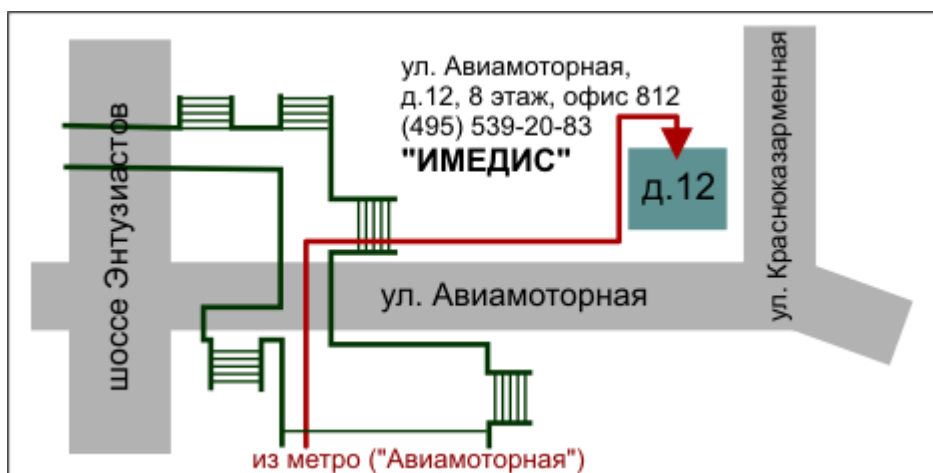 ул. Авиамоторная,
д.12, 8 этаж, офис 812
(495) 539-20-83
"ИМЕДИС"
шоссе Энтузиастов
д.12
ул. Красноказарменная
ул. Авиамоторная
из метро ("Авиамоторная")